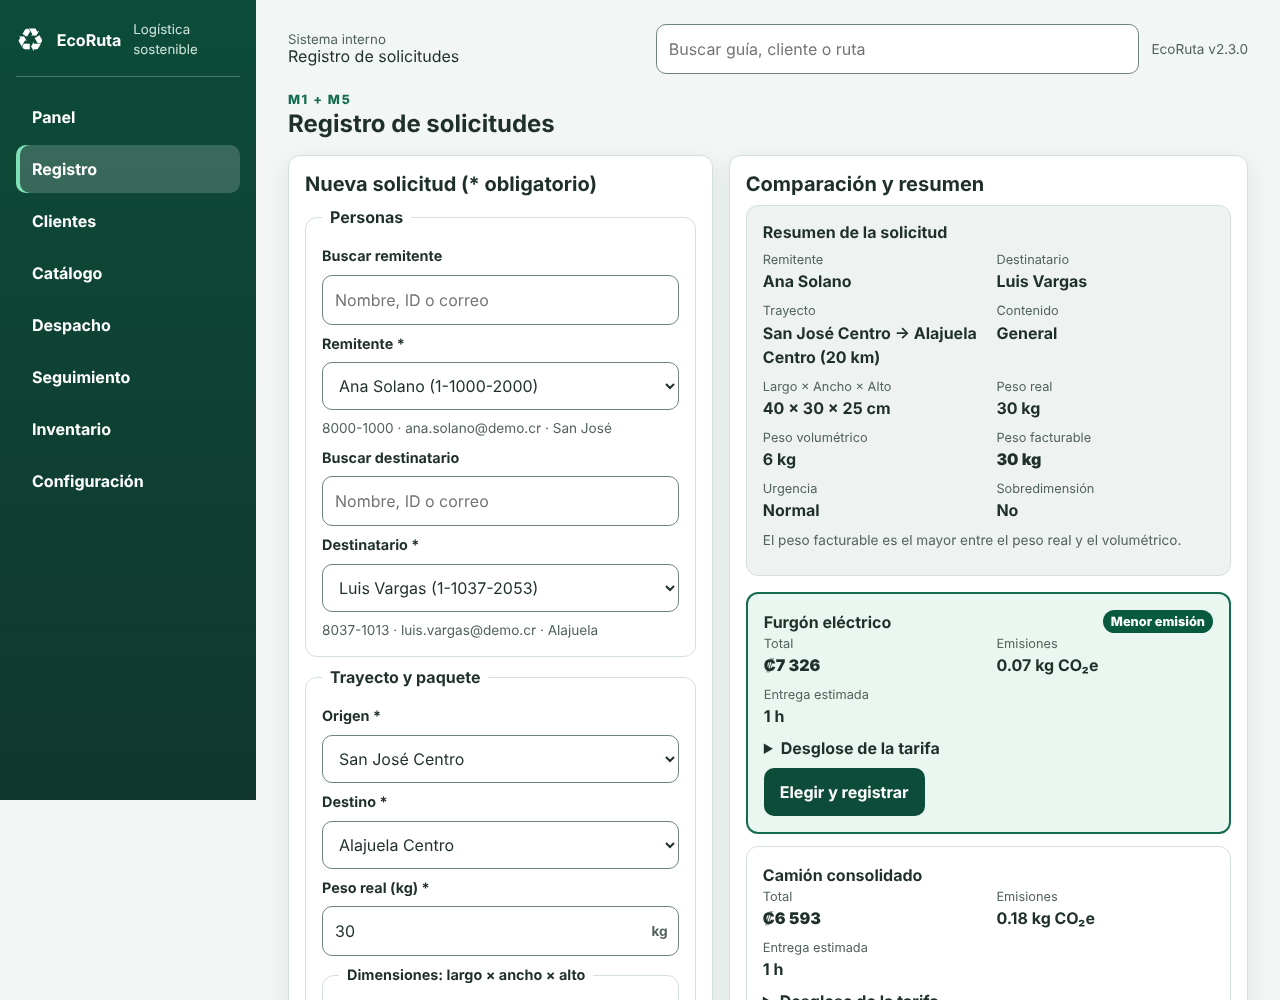 EcoRuta
Logística
sostenible
Panel
Registro
Clientes
Catálogo
Despacho
Seguimiento
Inventario
Configuración
Sistema interno
Registro de solicitudes
Buscar guía, cliente o ruta
EcoRuta v2.3.0
M1 + M5
Registro de solicitudes
Nueva solicitud (* obligatorio)
Personas
Buscar remitente
Nombre, ID o correo
Remitente *
Ana Solano (1-1000-2000)
8000-1000 · ana.solano@demo.cr · San José
Buscar destinatario
Nombre, ID o correo
Destinatario *
Luis Vargas (1-1037-2053)
8037-1013 · luis.vargas@demo.cr · Alajuela
Trayecto y paquete
Origen *
San José Centro
Destino *
Alajuela Centro
Peso real (kg) *
30 kg
Dimensiones: largo × ancho × alto
Comparación y resumen
Resumen de la solicitud
Remitente
Ana Solano
Destinatario
Luis Vargas
Trayecto
San José Centro → Alajuela
Centro (20 km)
Contenido
General
Largo × Ancho × Alto
40 × 30 × 25 cm
Peso real
30 kg
Peso volumétrico
6 kg
Peso facturable
30 kg
Urgencia
Normal
Sobredimensión
No
El peso facturable es el mayor entre el peso real y el volumétrico.
Furgón eléctrico
Menor emisión
Total
₡7 326
Emisiones
0.07 kg CO₂e
Entrega estimada
1 h
Desglose de la tarifa
Elegir y registrar
Camión consolidado
Total
₡6 593
Emisiones
0.18 kg CO₂e
Entrega estimada
1 h
Desglose de la tarifa